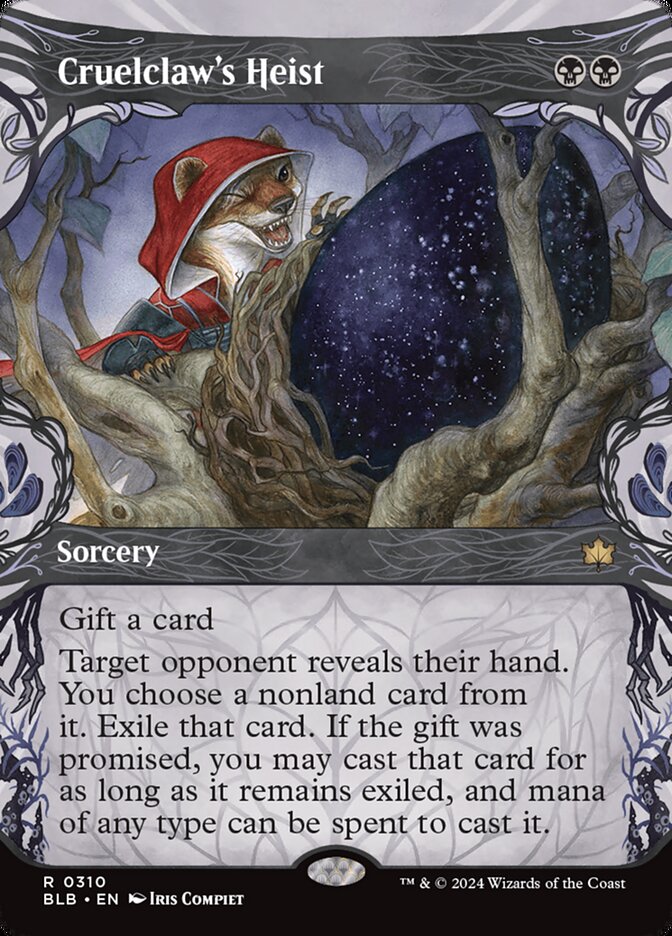 Cruelclaw's Heist
Sorcery
Gift a card
Target opponent reveals their hand.
You choose a nonland card from
it. Exile that card. If the gift was
promised, you may cast that card for
as long as it remains exiled, and mana
of any type can be spent to cast it.
R 0310
BLB • EN Iris Compiet
™ & © 2024 Wizards of the Coast